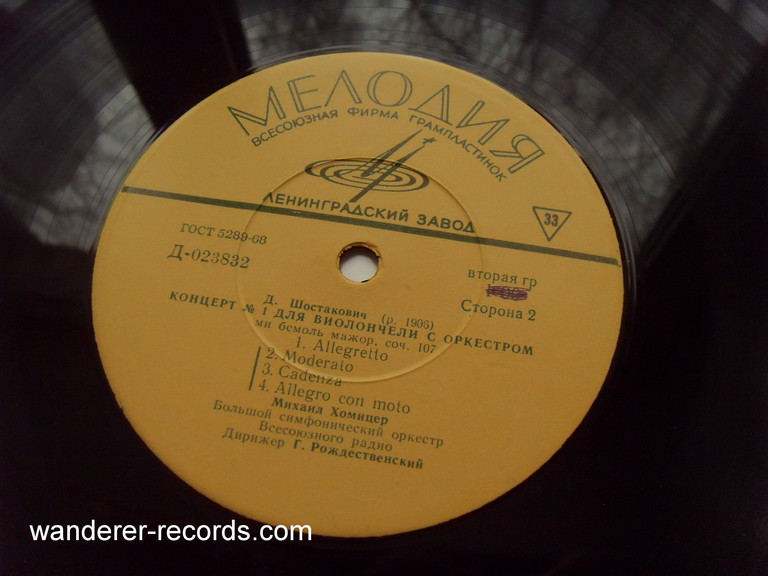 МЕЛОДИЯ
ВСЕСОЮЗНАЯ ФИРМА ГРАМПЛАСТИНОК
ЛЕНИНГРАДСКИЙ ЗАВОД
33
ГОСТ 5289-68
Д-023832
вторая гр
Сторона 2
Д. Шостакович (р. 1906)
КОНЦЕРТ № 1 ДЛЯ ВИОЛОНЧЕЛИ С ОРКЕСТРОМ
ми бемоль мажор, соч. 107
1. Allegretto
2. Moderato
3. Cadenza
4. Allegro con moto
Михаил Хомицер
Большой симфонический оркестр
Всесоюзного радио
Дирижер Г. Рождественский
wanderer-records.com